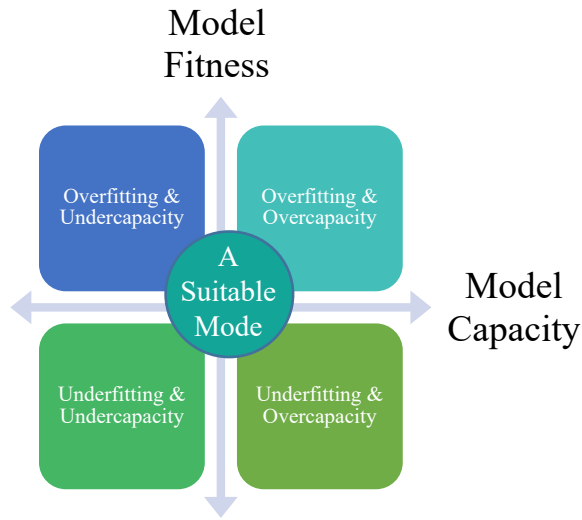 Model
Fitness
Overfitting &
Undercapacity
Overfitting &
Overcapacity
A
Suitable
Mode
Model
Capacity
Underfitting &
Undercapacity
Underfitting &
Overcapacity